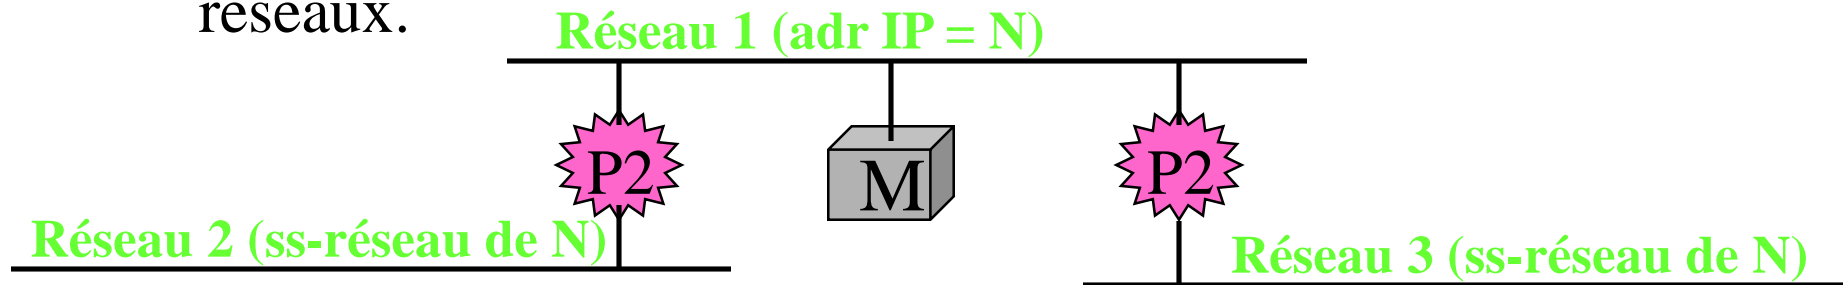 réseaux.
Réseau 1 (adr IP = N)
P2
M
P2
Réseau 2 (ss-réseau de N)
Réseau 3 (ss-réseau de N)